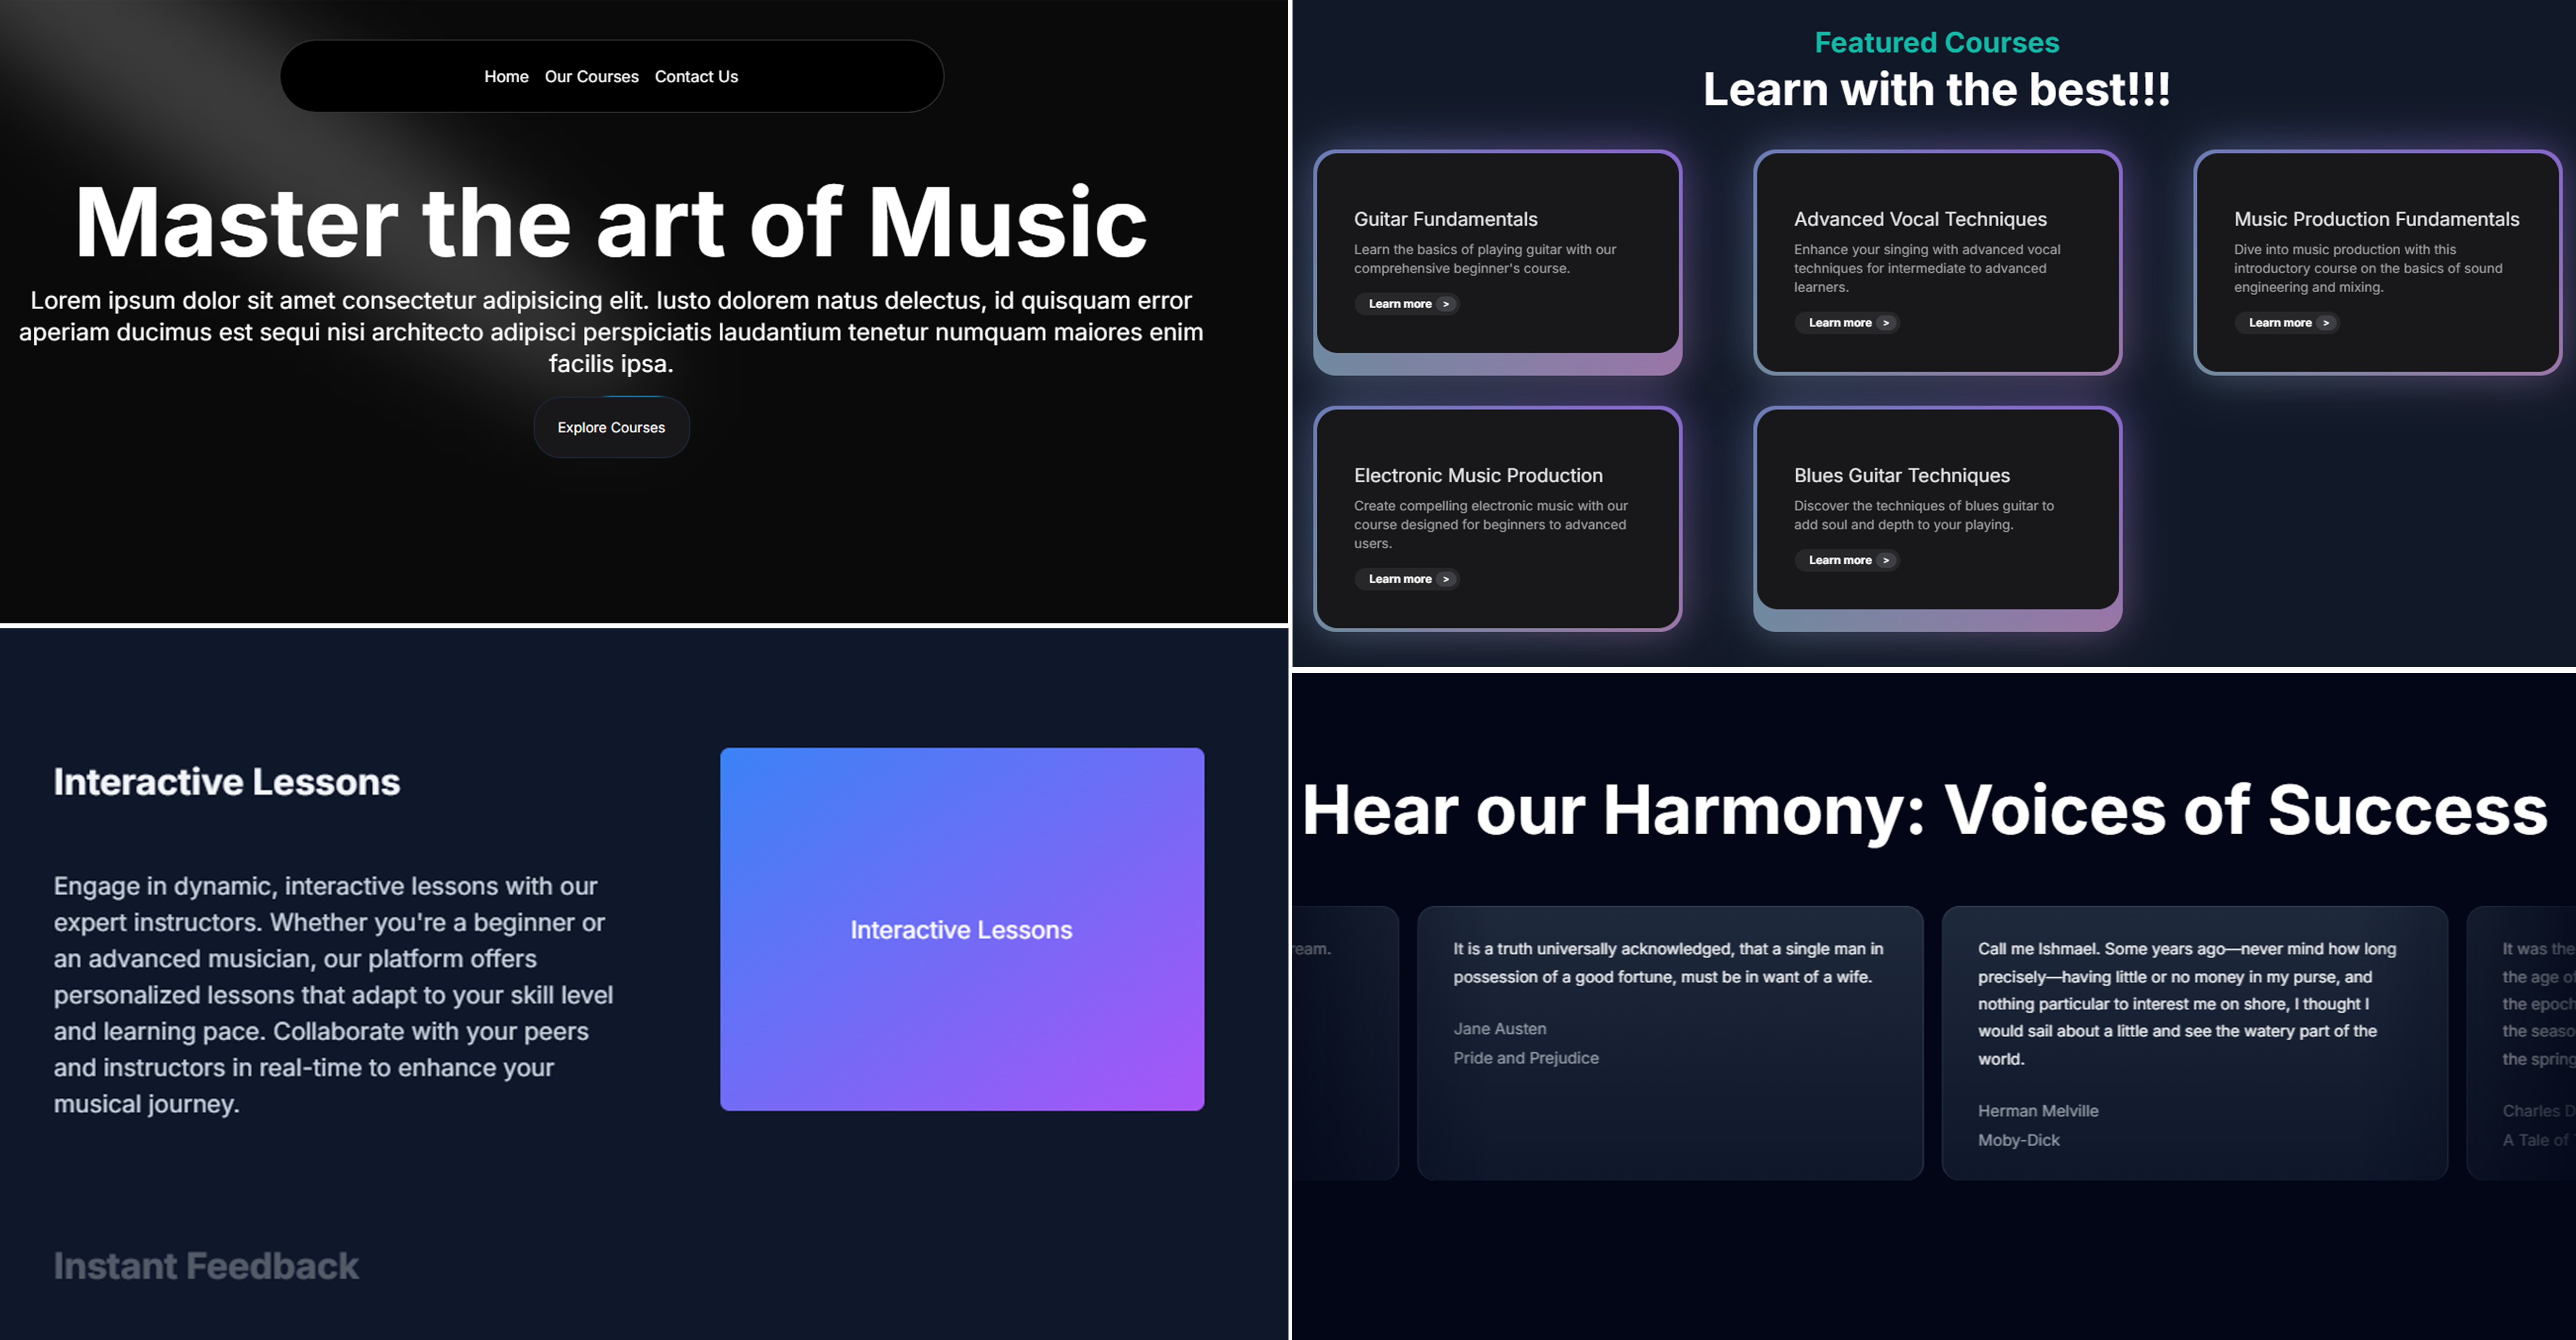 Home Our Courses Contact Us
Master the art of Music
Lorem ipsum dolor sit amet consectetur adipisicing elit. Iusto dolorem natus delectus, id quisquam error
aperiam ducimus est sequi nisi architecto adipisci perspiciatis laudantium tenetur numquam maiores enim
facilis ipsa.
Explore Courses
Featured Courses
Learn with the best!!!
Guitar Fundamentals
Learn the basics of playing guitar with our
comprehensive beginner's course.
Learn more >
Advanced Vocal Techniques
Enhance your singing with advanced vocal
techniques for intermediate to advanced
learners.
Learn more >
Music Production Fundamentals
Dive into music production with this
introductory course on the basics of sound
engineering and mixing.
Learn more >
Electronic Music Production
Create compelling electronic music with our
course designed for beginners to advanced
users.
Learn more >
Blues Guitar Techniques
Discover the techniques of blues guitar to
add soul and depth to your playing.
Learn more >
Interactive Lessons
Engage in dynamic, interactive lessons with our
expert instructors. Whether you're a beginner or
an advanced musician, our platform offers
personalized lessons that adapt to your skill level
and learning pace. Collaborate with your peers
and instructors in real-time to enhance your
musical journey.
Interactive Lessons
Instant Feedback
Hear our Harmony: Voices of Success
ream.
It is a truth universally acknowledged, that a single man in
possession of a good fortune, must be in want of a wife.
Jane Austen
Pride and Prejudice
Call me Ishmael. Some years ago—never mind how long
precisely—having little or no money in my purse, and
nothing particular to interest me on shore, I thought I
would sail about a little and see the watery part of the
world.
Herman Melville
Moby-Dick
It was the
the age of
the epoch
the seaso
the spring
Charles D
A Tale of